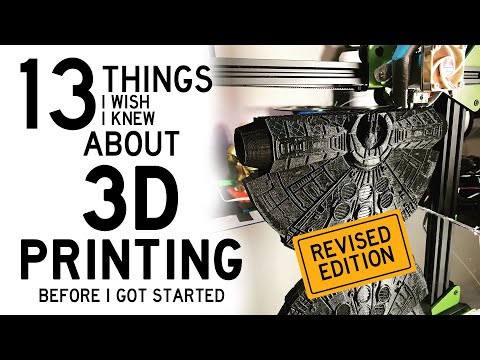 13 THINGS
I WISH
I KNEW
ABOUT
3D
PRINTING
BEFORE I GOT STARTED
REVISED
EDITION